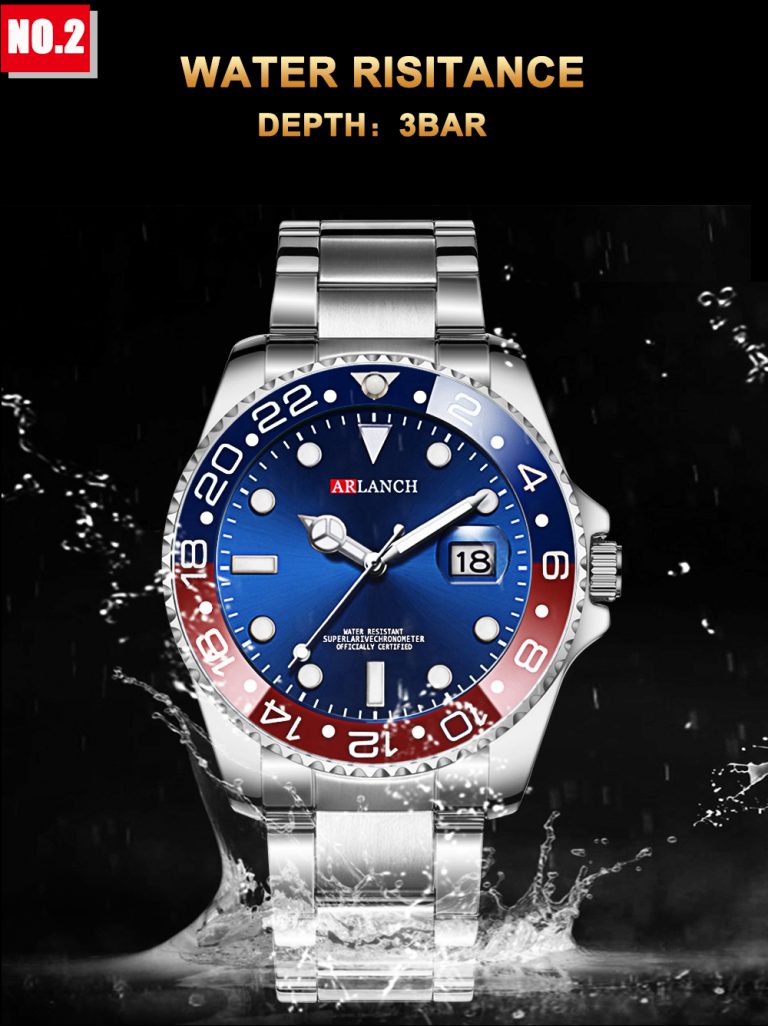 NO.2
WATER RISITANCE
DEPTH：3BAR
22
2
20
4
ARLANCH
18
18
6
16
8
WATER RESISTANT
SUPERLARIVECHRONOMETER
OFFICIALLY CERTIFIED
14
12
10